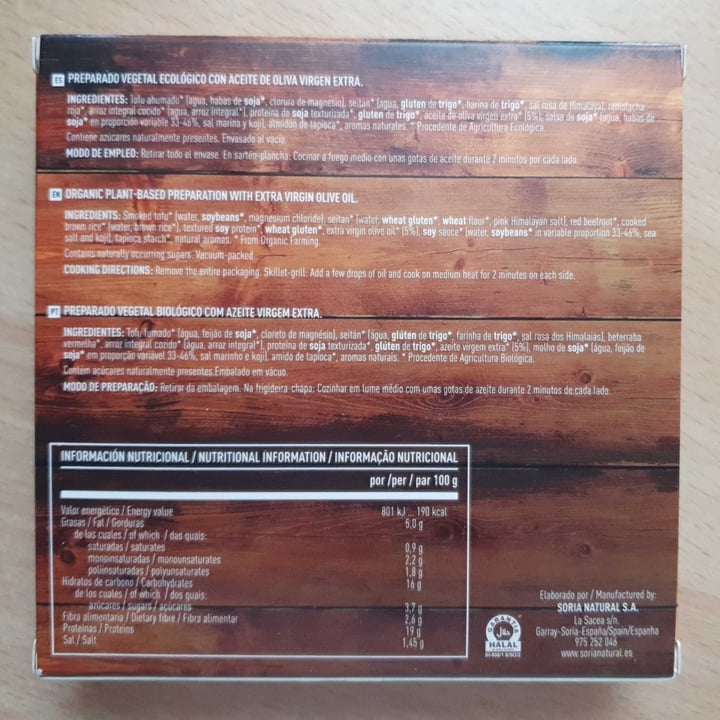 ES PREPARADO VEGETAL ECOLÓGICO CON ACEITE DE OLIVA VIRGEN EXTRA.
INGREDIENTES: Tofu ahumado* (agua, habas de soja*, cloruro de magnesio), seitán* (agua, gluten de trigo*, harina de trigo*, sal rosa de Himalaya), remolacha
roja*, arroz integral cocido* (agua, arroz integral*), proteína de soja texturizada*, gluten de trigo*, aceite de oliva virgen extra* (5%), salsa de soja* (agua, habas de
soja* en proporción variable 33-46%, sal marina y koji), almidón de tapioca*, aromas naturales. * Procedente de Agricultura Ecológica.
Contiene azúcares naturalmente presentes. Envasado al vacío.
MODO DE EMPLEO: Retirar todo el envase. En sartén-plancha: Cocinar a fuego medio con unas gotas de aceite durante 2 minutos por cada lado.
EN ORGANIC PLANT-BASED PREPARATION WITH EXTRA VIRGIN OLIVE OIL.
INGREDIENTS: Smoked tofu* (water, soybeans*, magnesium chloride), seitan* (water, wheat gluten*, wheat flour*, pink Himalayan salt), red beetroot*, cooked
brown rice* (water, brown rice*), textured soy protein*, wheat gluten*, extra virgin olive oil* (5%), soy sauce* (water, soybeans* in variable proportion 33-46%, sea
salt and koji), tapioca starch*, natural aromas. * From Organic Farming.
Contains naturally occurring sugars. Vacuum-packed.
COOKING DIRECTIONS: Remove the entire packaging. Skillet-grill: Add a few drops of oil and cook on medium heat for 2 minutes on each side.
PT PREPARADO VEGETAL BIOLÓGICO COM AZEITE VIRGEM EXTRA.
INGREDIENTES: Tofu fumado* (água, feijão de soja*, cloreto de magnésio), seitán* (água, glúten de trigo*, farinha de trigo*, sal rosa dos Himalaias), beterraba
vermelha*, arroz integral cozido* (água, arroz integral*), proteína de soja texturizada*, glúten de trigo*, azeite virgem extra* (5%), molho de soja* (água, feijão de
soja* em proporção variável 33-46%, sal marinho e koji), amido de tapioca*, aromas naturais. * Procedente de Agricultura Biológica.
Contém açúcares naturalmente presentes.Embalado em vácuo.
MODO DE PREPARAÇÃO: Retirar da embalagem. Na frigideira-chapa: Cozinhar em lume médio com umas gotas de azeite durante 2 minutos de cada lado.
INFORMACIÓN NUTRICIONAL / NUTRITIONAL INFORMATION / INFORMAÇÃO NUTRICIONAL
por /per / par 100 g
Valor energético / Energy value 801 kJ - 190 kcal
Grasas / Fat / Gorduras 5,0 g
de las cuales / of which / das quais:
saturadas / saturates 0,9 g
monoinsaturadas / monounsaturates 2,2 g
poliinsaturadas / polyunsaturates 1,8 g
Hidratos de carbono / Carbohydrates 16 g
de los cuales / of which / dos quais:
azúcares / sugars / açúcares 3,7 g
Fibra alimentaria / Dietary fibre / Fibra alimentar 2,6 g
Proteínas / Proteins 19 g
Sal / Salt 1,45 g
GARANTÍA
HALAL
Elaborado por / Manufactured by:
SORIA NATURAL S.A.
La Sacea s/n.
Garray-Soria-España/Spain/Espanha
975 252 046
www.sorianatural.es